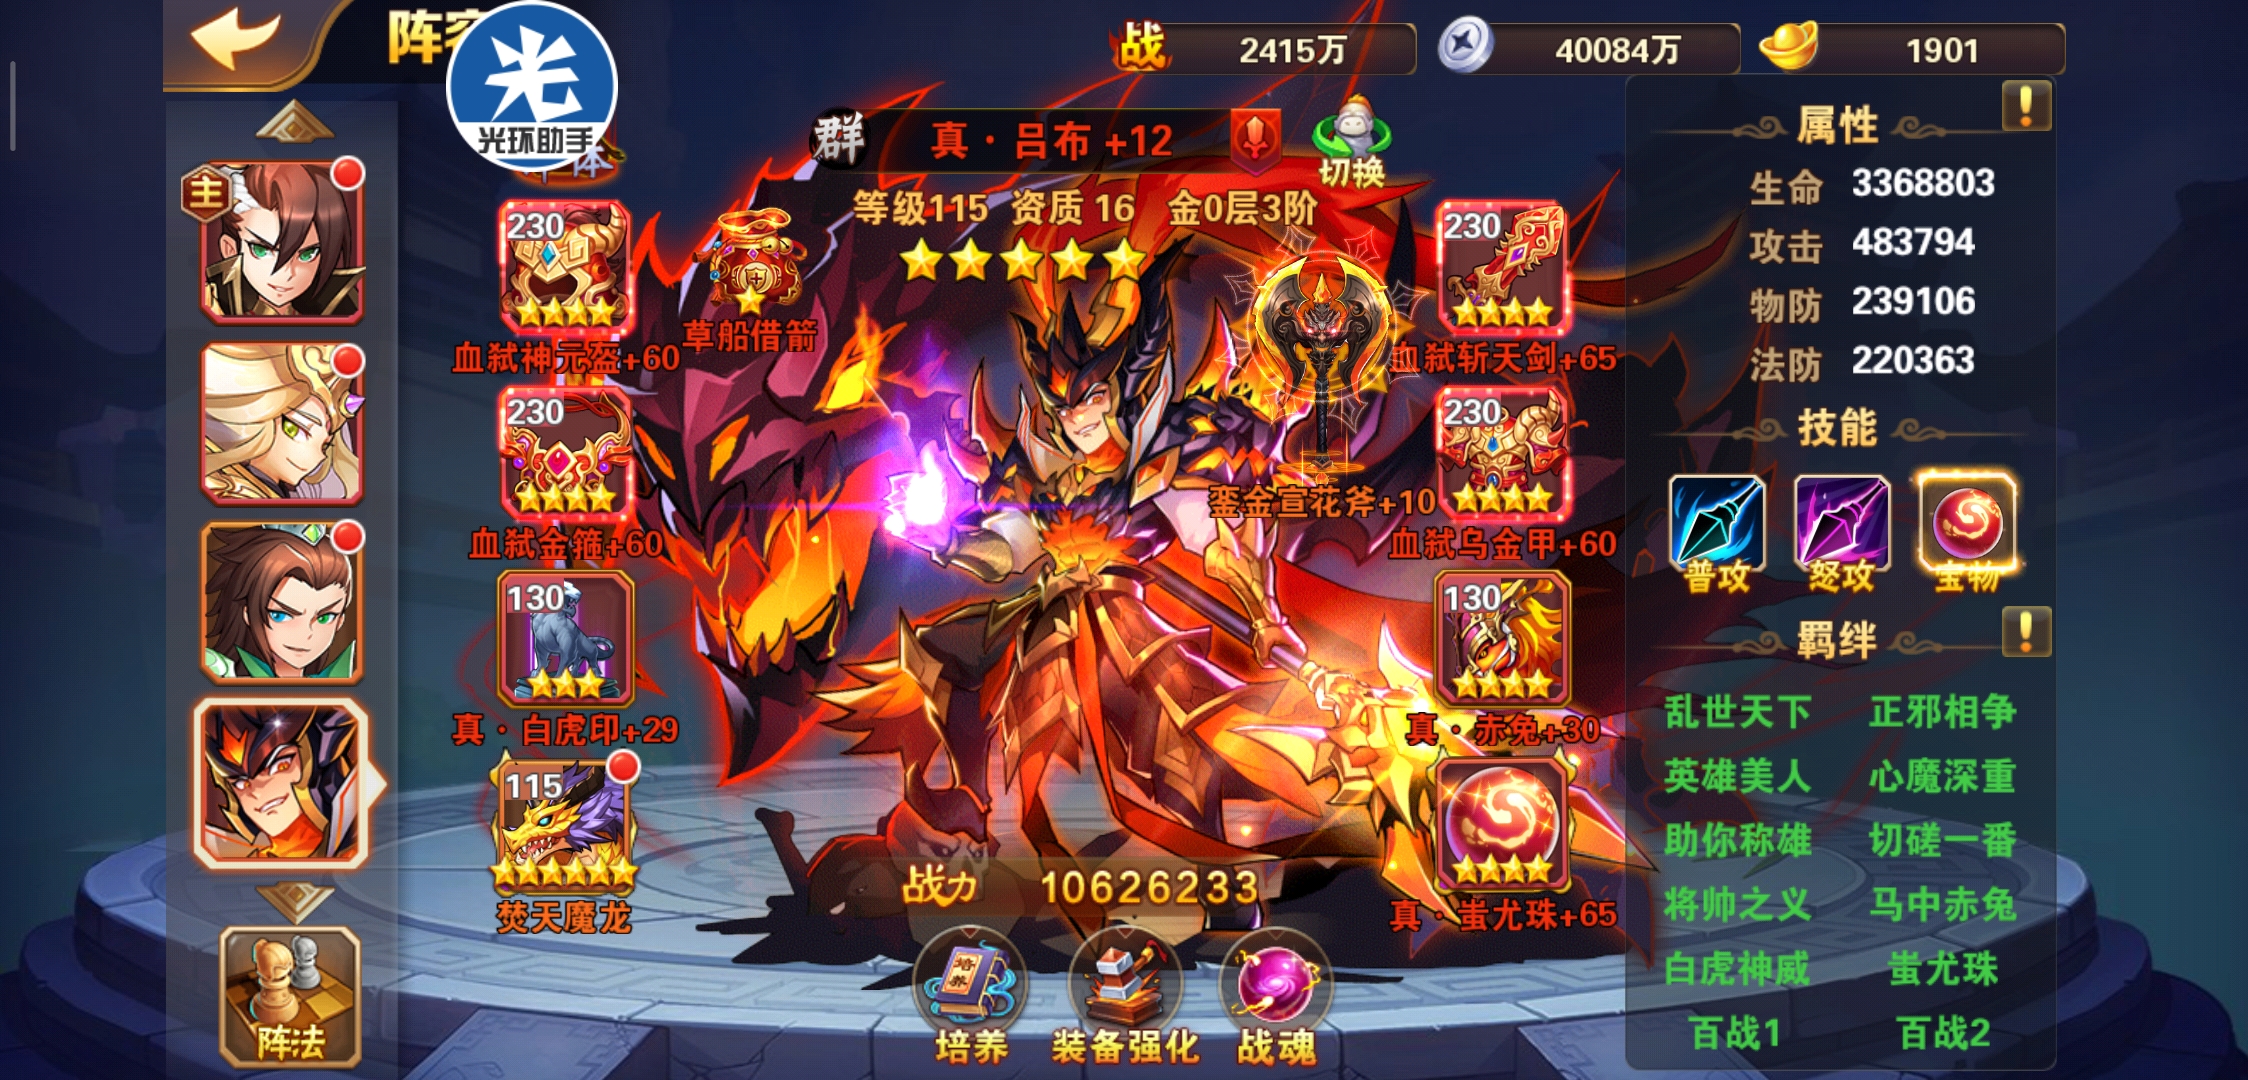 阵容
光
光环助手
战 2415万
40084万
1901
群 真·吕布 +12
切换
等级115 资质 16 金0层3阶
主
230
血弑神元盔+60
草船借箭
230
血弑金箍+60
130
真·白虎印+29
115
焚天魔龙
230
血弑斩天剑+65
銮金宣花斧+10
230
血弑乌金甲+60
130
真·赤兔+30
真·蚩尤珠+65
战力 10626233
培养
培养
装备强化
战魂
阵法
属性
生命 3368803
攻击 483794
物防 239106
法防 220363
技能
普攻 怒攻 宝物
羁绊
乱世天下 正邪相争
英雄美人 心魔深重
助你称雄 切磋一番
将帅之义 马中赤兔
白虎神威 蚩尤珠
百战1 百战2